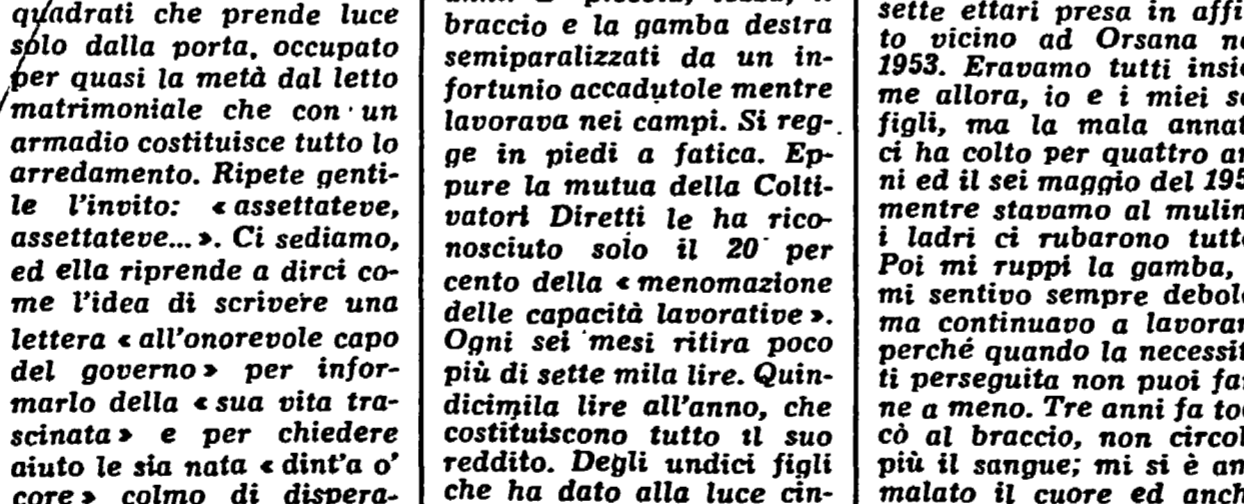 quadrati che prende luce
solo dalla porta, occupato
per quasi la metà dal letto
matrimoniale che con un
armadio costituisce tutto lo
arredamento. Ripete genti-
le l'invito: « assettateve,
assettateve... ». Ci sediamo,
ed ella riprende a dirci co-
me l'idea di scrivere una
lettera « all'onorevole capo
del governo » per infor-
marlo della « sua vita tra-
scinata » e per chiedere
aiuto le sia nata « dint'a o'
core » colmo di dispera-
braccio e la gamba destra
semiparalizzati da un in-
fortunio accadutole mentre
lavorava nei campi. Si reg-
ge in piedi a fatica. Ep-
pure la mutua della Colti-
vatori Diretti le ha rico-
nosciuto solo il 20 per
cento della « menomazione
delle capacità lavorative ».
Ogni sei mesi ritira poco
più di sette mila lire. Quin-
dicimila lire all'anno, che
costituiscono tutto il suo
reddito. Degli undici figli
che ha dato alla luce cin-
sette ettari presa in affi
to vicino ad Orsana n
1953. Eravamo tutti insi
me allora, io e i miei s
figli, ma la mala annat
ci ha colto per quattro a
ni ed il sei maggio del 195
mentre stavamo al mulin
i ladri ci rubarono tutt
Poi mi ruppi la gamba,
mi sentivo sempre debol
ma continuavo a lavorar
perché quando la necessit
ti perseguita non puoi fa
ne a meno. Tre anni fa to
cò al braccio, non circol
più il sangue; mi si è am
malato il cuore ed anch